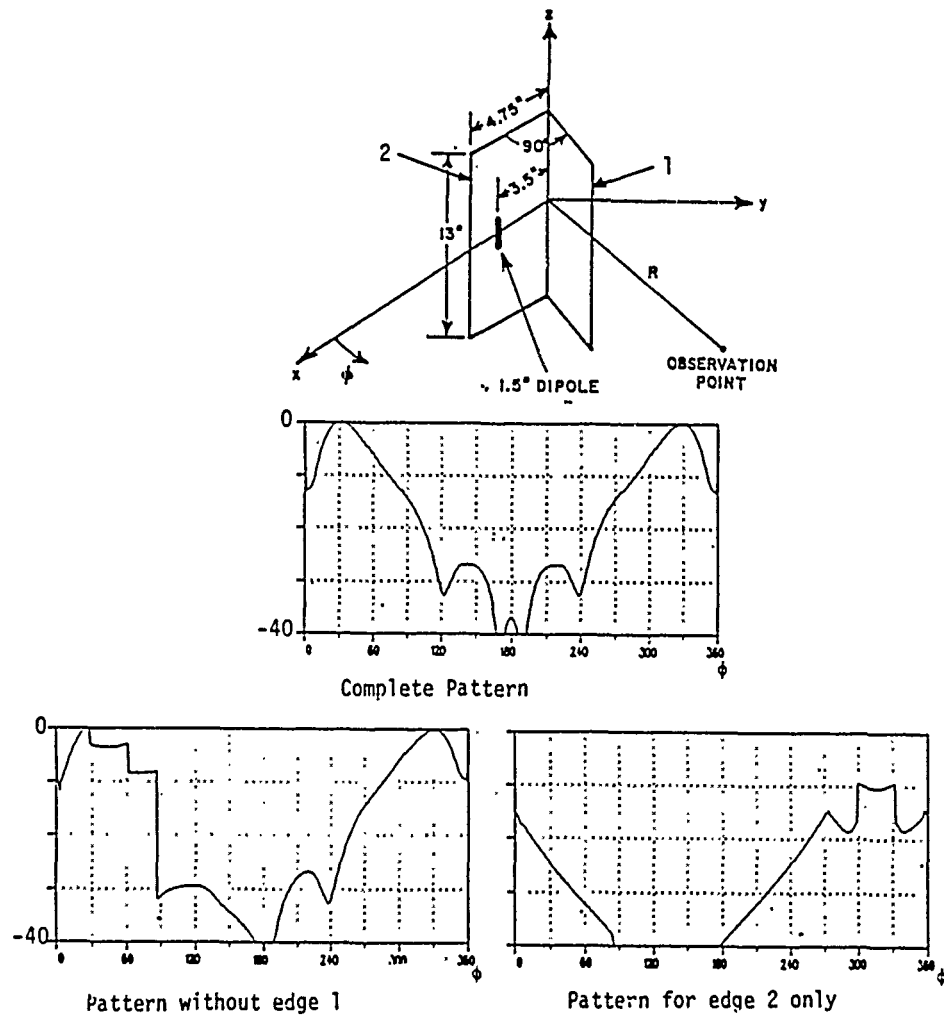 z
4.75"
90°
2
1
3.5"
y
13"
R
x
φ
1.5" DIPOLE
OBSERVATION
POINT
0
-40
0 60 120 180 240 300 360
φ
Complete Pattern
0
-40
0 60 120 180 240 300 360
φ
0 60 120 180 240 300 360
φ
Pattern without edge 1
Pattern for edge 2 only